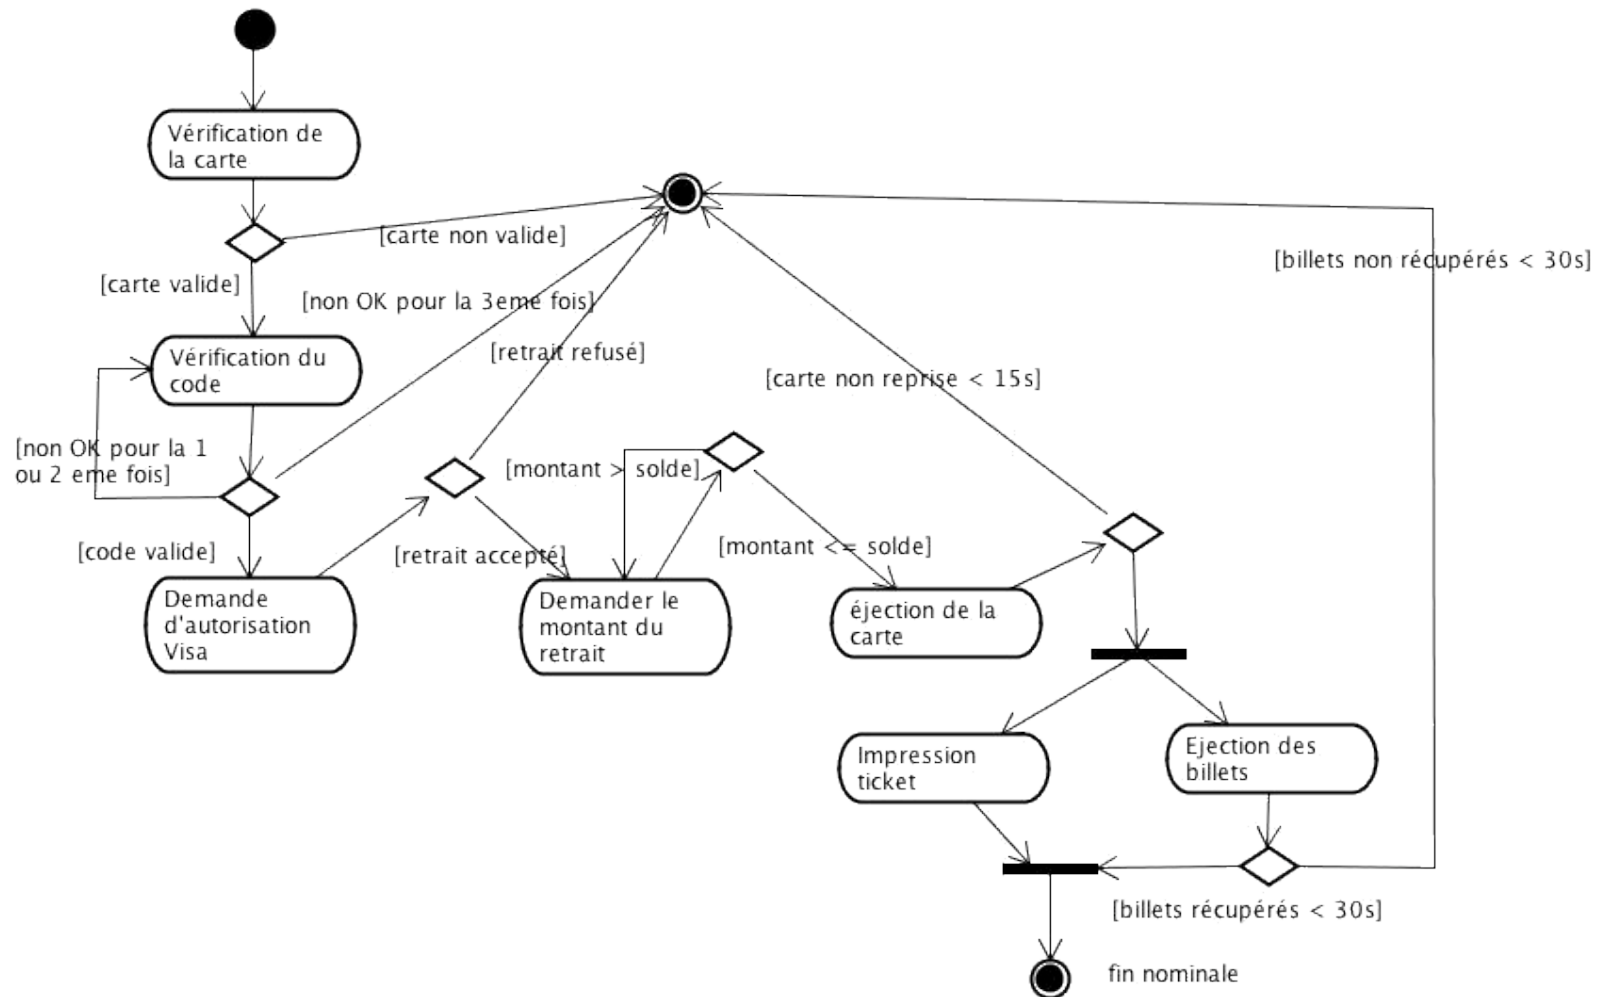 Vérification de
la carte
[carte non valide]
[carte valide]
[billets non récupérés < 30s]
[non OK pour la 3eme fois]
Vérification du
code
[retrait refusé]
[carte non reprise < 15s]
[non OK pour la 1
ou 2 eme fois]
[montant > solde]
[code valide]
[retrait accepté]
[montant <= solde]
Demande
d'autorisation
Visa
Demander le
montant du
retrait
éjection de la
carte
Impression
ticket
Ejection des
billets
[billets récupérés < 30s]
fin nominale